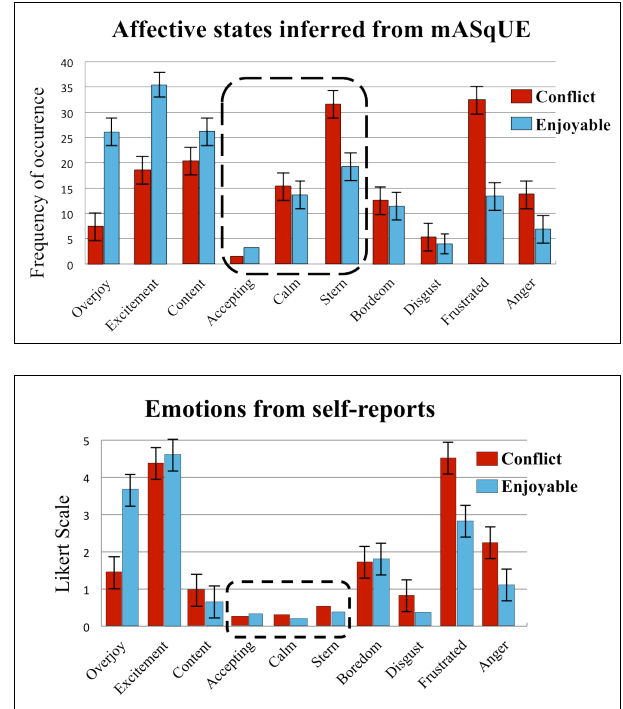 Affective states inferred from mASqUE
Frequency of occurence
40
35
30
25
20
15
10
5
0
Conflict
Enjoyable
Overjoy
Excitement
Content
Accepting
Calm
Stern
Bordeom
Disgust
Frustrated
Anger
Emotions from self-reports
Likert Scale
5
4
3
2
1
0
Conflict
Enjoyable
Overjoy
Excitement
Content
Accepting
Calm
Stern
Boredom
Disgust
Frustrated
Anger